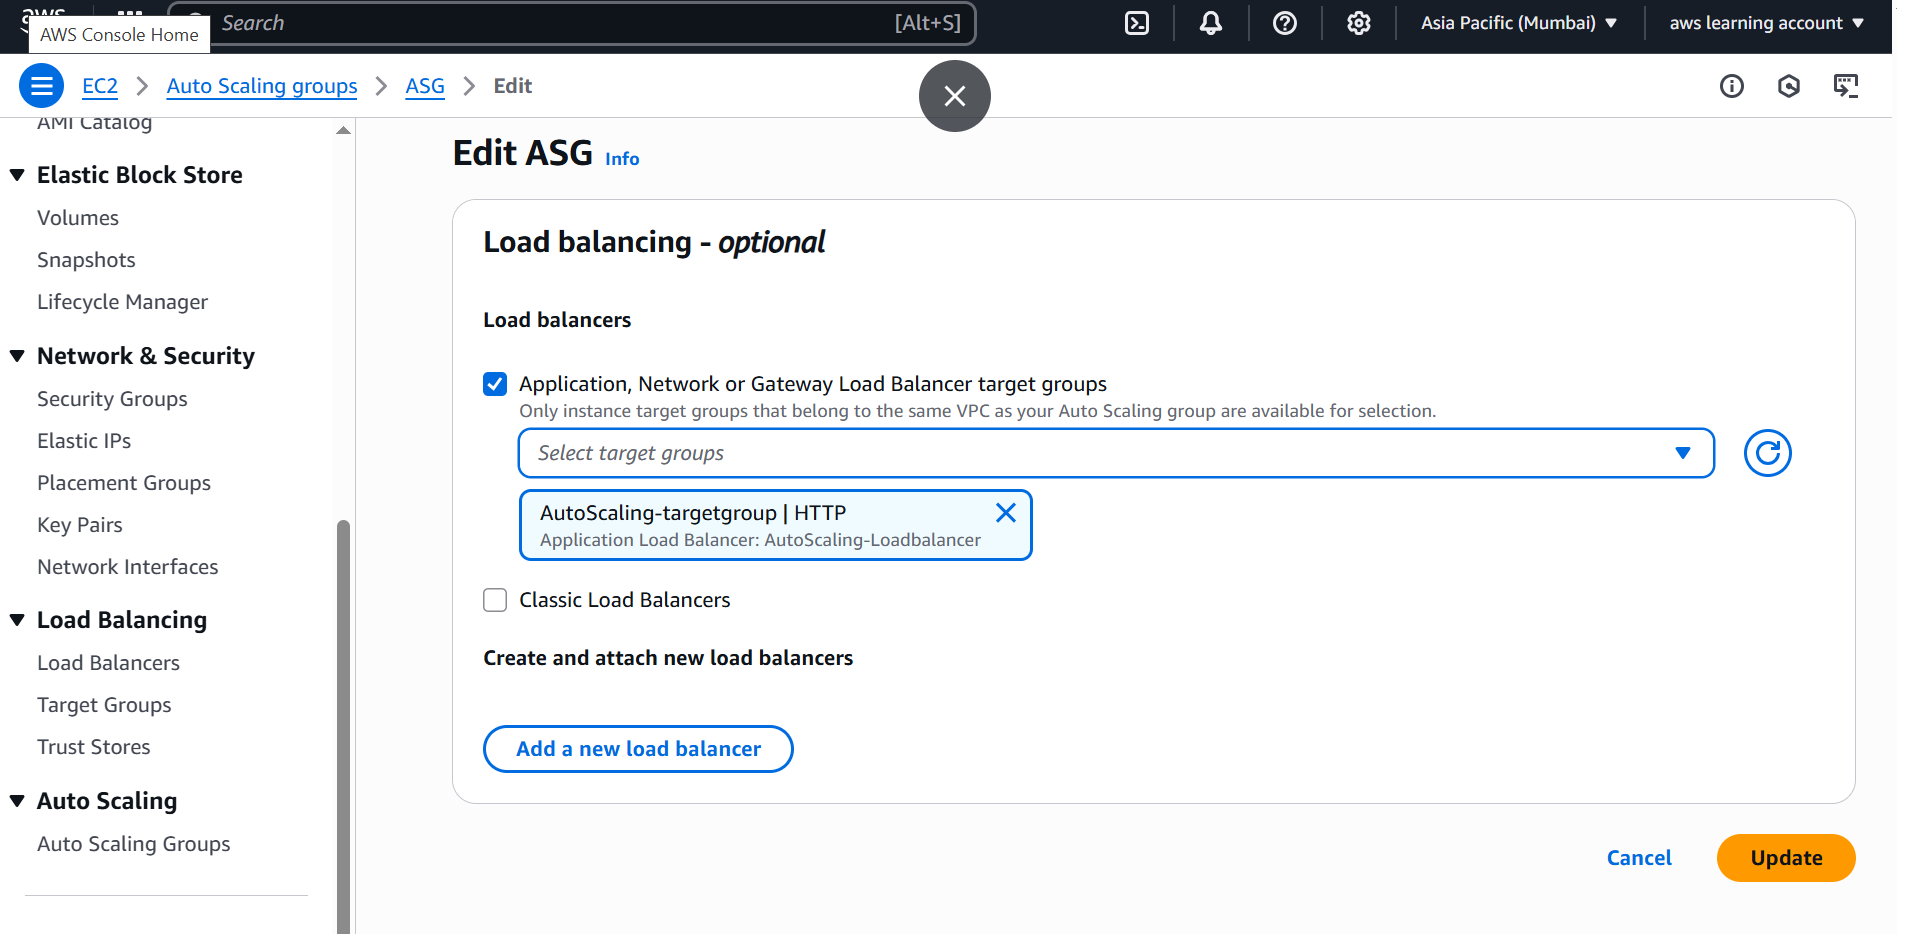 aws
Search
[Alt+S]
Asia Pacific (Mumbai)
aws learning account
AWS Console Home
EC2
Auto Scaling groups
ASG
Edit
AMI Catalog
Elastic Block Store
Volumes
Snapshots
Lifecycle Manager
Network & Security
Security Groups
Elastic IPs
Placement Groups
Key Pairs
Network Interfaces
Load Balancing
Load Balancers
Target Groups
Trust Stores
Auto Scaling
Auto Scaling Groups
Edit ASG Info
Load balancing - optional
Load balancers
Application, Network or Gateway Load Balancer target groups
Only instance target groups that belong to the same VPC as your Auto Scaling group are available for selection.
Select target groups
AutoScaling-targetgroup | HTTP
Application Load Balancer: AutoScaling-Loadbalancer
Classic Load Balancers
Create and attach new load balancers
Add a new load balancer
Cancel
Update